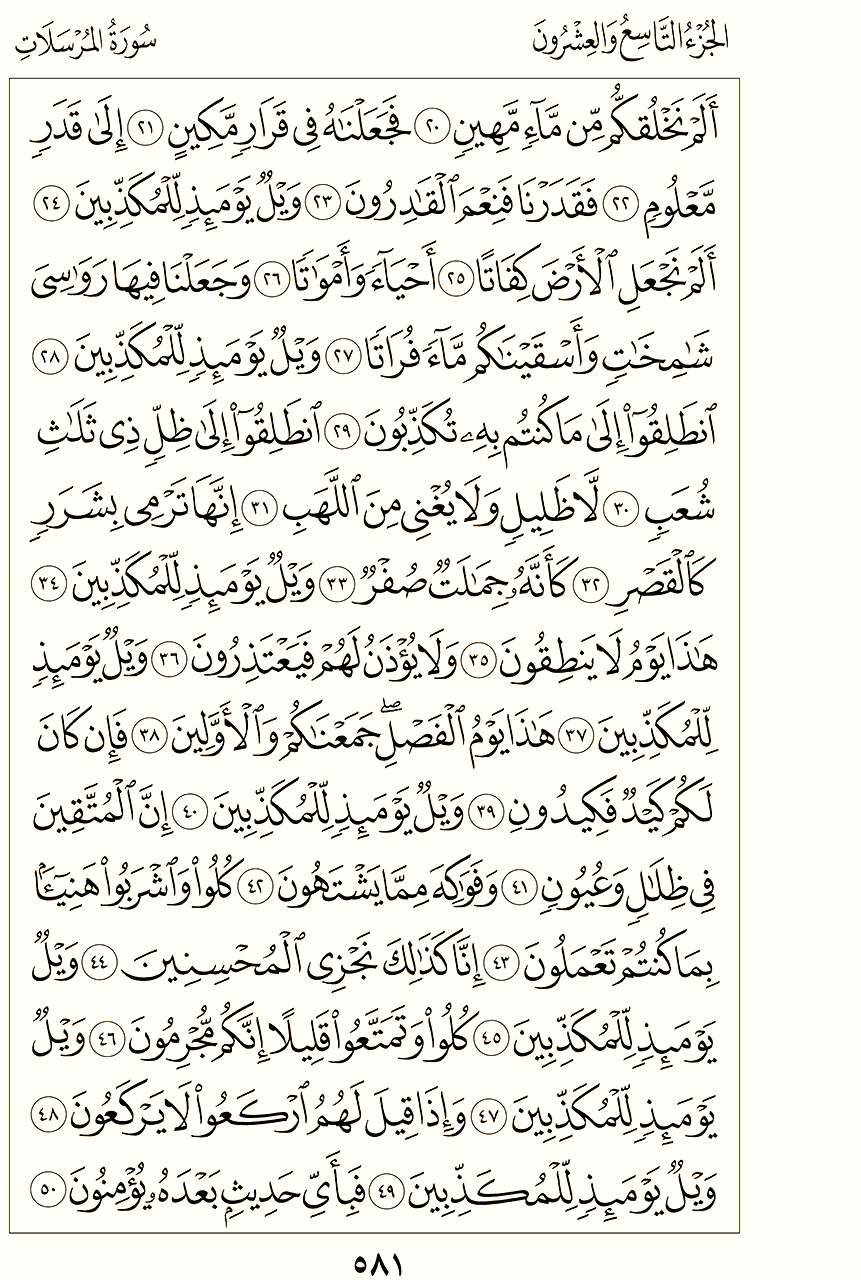 الجُزْءُ التَّاسِعُ وَالعِشْرُونَ
سُورَةُ المُرْسَلَاتِ
أَلَمۡ نَخۡلُقكُّم مِّن مَّآءٖ مَّهِينٖ ٢٠ فَجَعَلۡنَٰهُ فِي قَرَارٖ مَّكِينٍ ٢١ إِلَىٰ قَدَرٖ
مَّعۡلُومٖ ٢٢ فَقَدَرۡنَا فَنِعۡمَ ٱلۡقَٰدِرُونَ ٢٣ وَيۡلٞ يَوۡمَئِذٖ لِّلۡمُكَذِّبِينَ ٢٤
أَلَمۡ نَجۡعَلِ ٱلۡأَرۡضَ كِفَاتًا ٢٥ أَحۡيَآءٗ وَأَمۡوَٰتٗا ٢٦ وَجَعَلۡنَا فِيهَا رَوَٰسِيَ
شَٰمِخَٰتٖ وَأَسۡقَيۡنَٰكُم مَّآءٗ فُرَاتٗا ٢٧ وَيۡلٞ يَوۡمَئِذٖ لِّلۡمُكَذِّبِينَ ٢٨
ٱنطَلِقُوٓاْ إِلَىٰ مَا كُنتُم بِهِۦ تُكَذِّبُونَ ٢٩ ٱنطَلِقُوٓاْ إِلَىٰ ظِلّٖ ذِي ثَلَٰثِ
شُعَبٖ ٣٠ لَّا ظَلِيلٖ وَلَا يُغۡنِي مِنَ ٱللَّهَبِ ٣١ إِنَّهَا تَرۡمِي بِشَرَرٖ
كَٱلۡقَصۡرِ ٣٢ كَأَنَّهُۥ جِمَٰلَتٞ صُفۡرٞ ٣٣ وَيۡلٞ يَوۡمَئِذٖ لِّلۡمُكَذِّبِينَ ٣٤
هَٰذَا يَوۡمُ لَا يَنطِقُونَ ٣٥ وَلَا يُؤۡذَنُ لَهُمۡ فَيَعۡتَذِرُونَ ٣٦ وَيۡلٞ يَوۡمَئِذٖ
لِّلۡمُكَذِّبِينَ ٣٧ هَٰذَا يَوۡمُ ٱلۡفَصۡلِۖ جَمَعۡنَٰكُمۡ وَٱلۡأَوَّلِينَ ٣٨ فَإِن كَانَ
لَكُمۡ كَيۡدٞ فَكِيدُونِ ٣٩ وَيۡلٞ يَوۡمَئِذٖ لِّلۡمُكَذِّبِينَ ٤٠ إِنَّ ٱلۡمُتَّقِينَ
فِي ظِلَٰلٖ وَعُيُونٖ ٤١ وَفَوَٰكِهَ مِمَّا يَشۡتَهُونَ ٤٢ كُلُواْ وَٱشۡرَبُواْ هَنِيٓـَٔۢا
بِمَا كُنتُمۡ تَعۡمَلُونَ ٤٣ إِنَّا كَذَٰلِكَ نَجۡزِي ٱلۡمُحۡسِنِينَ ٤٤ وَيۡلٞ
يَوۡمَئِذٖ لِّلۡمُكَذِّبِينَ ٤٥ كُلُواْ وَتَمَتَّعُواْ قَلِيلًا إِنَّكُم مُّجۡرِمُونَ ٤٦ وَيۡلٞ
يَوۡمَئِذٖ لِّلۡمُكَذِّبِينَ ٤٧ وَإِذَا قِيلَ لَهُمُ ٱرۡكَعُواْ لَا يَرۡكَعُونَ ٤٨
وَيۡلٞ يَوۡمَئِذٖ لِّلۡمُكَذِّبِينَ ٤٩ فَبِأَيِّ حَدِيثِۭ بَعۡدَهُۥ يُؤۡمِنُونَ ٥٠
٥٨١